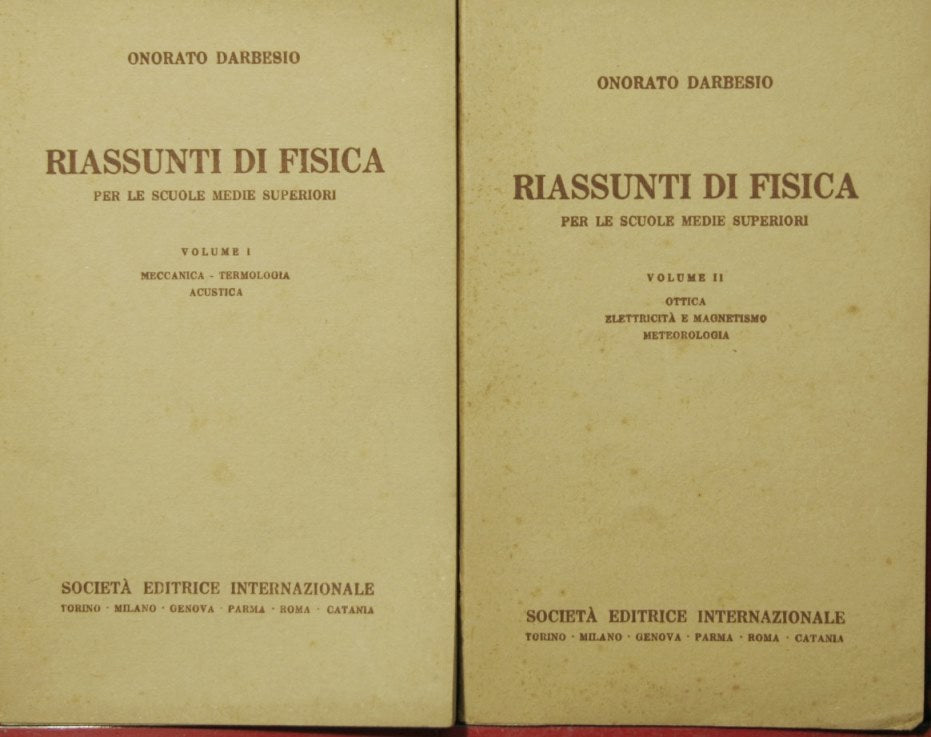 ONORATO DARBESIO
RIASSUNTI DI FISICA
PER LE SCUOLE MEDIE SUPERIORI
VOLUME I
MECCANICA - TERMOLOGIA
ACUSTICA
SOCIETÀ EDITRICE INTERNAZIONALE
TORINO · MILANO · GENOVA · PARMA · ROMA · CATANIA
ONORATO DARBESIO
RIASSUNTI DI FISICA
PER LE SCUOLE MEDIE SUPERIORI
VOLUME II
OTTICA
ELETTRICITÀ E MAGNETISMO
METEOROLOGIA
SOCIETÀ EDITRICE INTERNAZIONALE
TORINO · MILANO · GENOVA · PARMA · ROMA · CATANIA